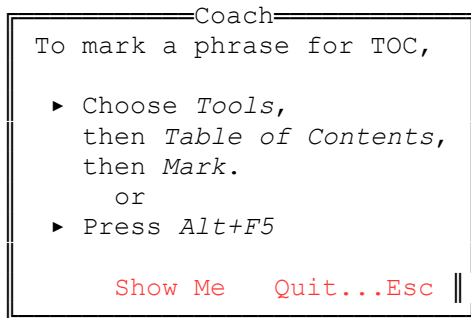 Coach
To mark a phrase for TOC,
► Choose Tools,
then Table of Contents,
then Mark.
or
► Press Alt+F5
Show Me Quit...Esc